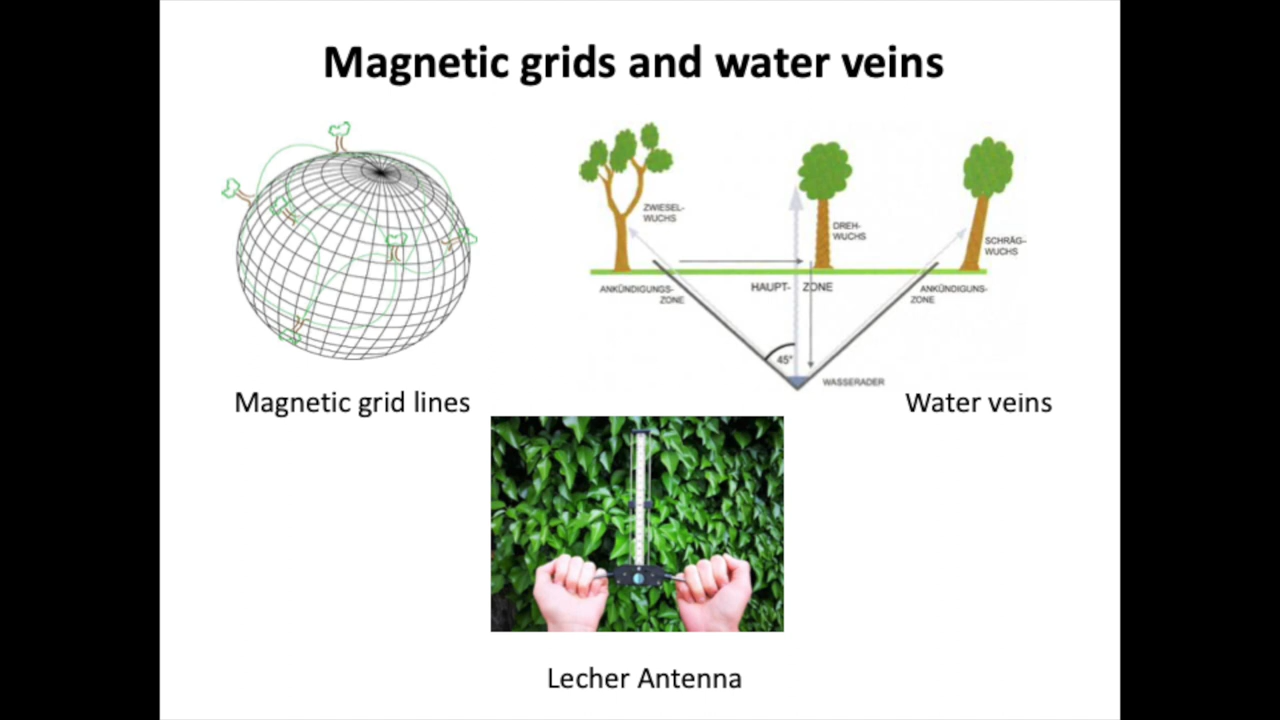 Magnetic grids and water veins
ZWIESEL-
WUCHS
DREH-
WUCHS
SCHRÄG-
WUCHS
ANKÜNDIGUNGS-
ZONE
HAUPT- ZONE
ANKÜNDIGUNS-
ZONE
45°
WASSERADER
Magnetic grid lines
Water veins
Lecher Antenna